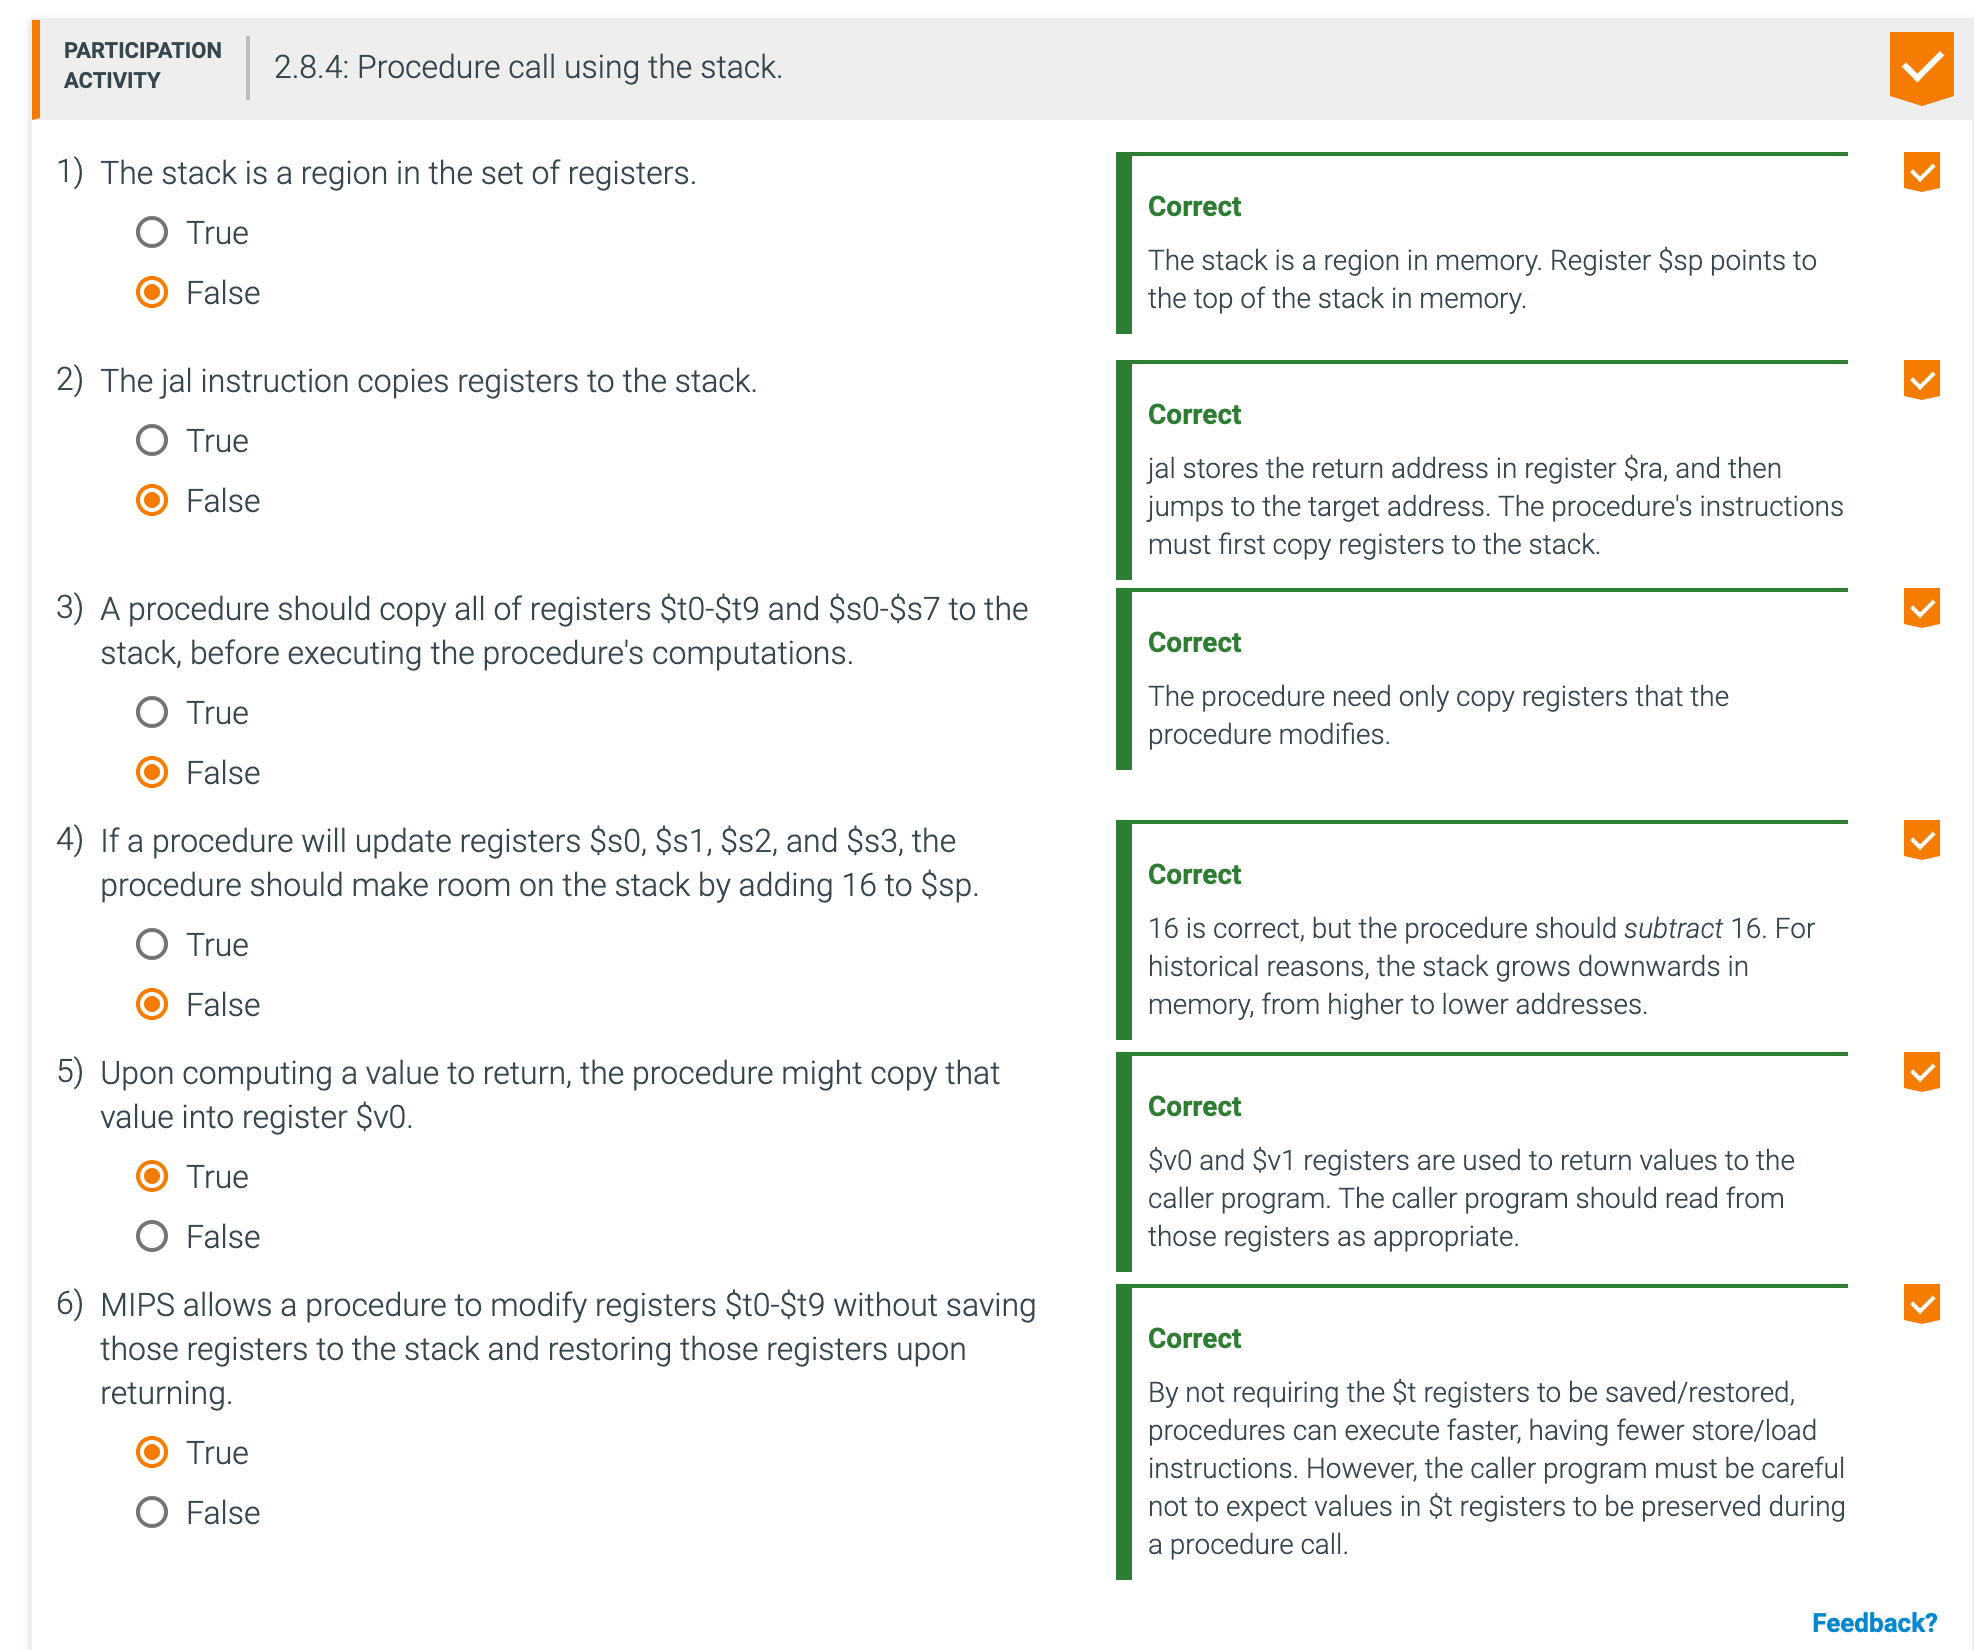 PARTICIPATION
ACTIVITY
2.8.4: Procedure call using the stack.
1) The stack is a region in the set of registers.
True
False
Correct
The stack is a region in memory. Register $sp points to
the top of the stack in memory.
2) The jal instruction copies registers to the stack.
True
False
Correct
jal stores the return address in register $ra, and then
jumps to the target address. The procedure's instructions
must first copy registers to the stack.
3) A procedure should copy all of registers $t0-$t9 and $s0-$s7 to the
stack, before executing the procedure's computations.
True
False
Correct
The procedure need only copy registers that the
procedure modifies.
4) If a procedure will update registers $s0, $s1, $s2, and $s3, the
procedure should make room on the stack by adding 16 to $sp.
True
False
Correct
16 is correct, but the procedure should subtract 16. For
historical reasons, the stack grows downwards in
memory, from higher to lower addresses.
5) Upon computing a value to return, the procedure might copy that
value into register $v0.
True
False
Correct
$v0 and $v1 registers are used to return values to the
caller program. The caller program should read from
those registers as appropriate.
6) MIPS allows a procedure to modify registers $t0-$t9 without saving
those registers to the stack and restoring those registers upon
returning.
True
False
Correct
By not requiring the $t registers to be saved/restored,
procedures can execute faster, having fewer store/load
instructions. However, the caller program must be careful
not to expect values in $t registers to be preserved during
a procedure call.
Feedback?